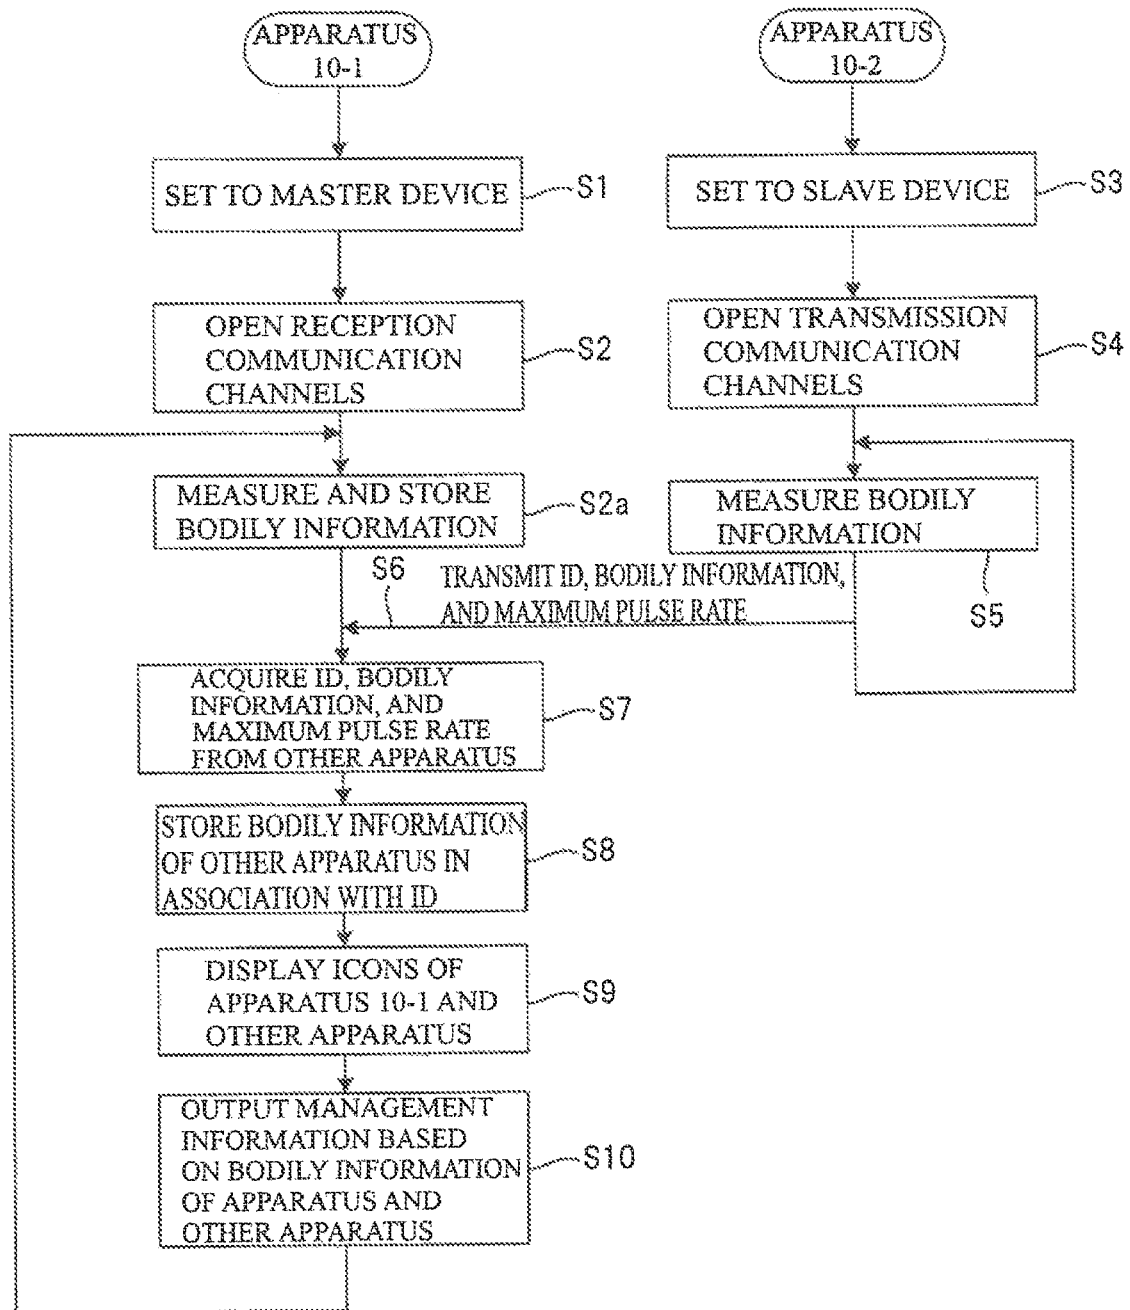 APPARATUS
10-1
SET TO MASTER DEVICE
S1
OPEN RECEPTION
COMMUNICATION
CHANNELS
S2
MEASURE AND STORE
BODILY INFORMATION
S2a
APPARATUS
10-2
SET TO SLAVE DEVICE
S3
OPEN TRANSMISSION
COMMUNICATION
CHANNELS
S4
MEASURE BODILY
INFORMATION
S5
S6
TRANSMIT ID, BODILY INFORMATION,
AND MAXIMUM PULSE RATE
ACQUIRE ID, BODILY
INFORMATION, AND
MAXIMUM PULSE RATE
FROM OTHER APPARATUS
S7
STORE BODILY INFORMATION
OF OTHER APPARATUS IN
ASSOCIATION WITH ID
S8
DISPLAY ICONS OF
APPARATUS 10-1 AND
OTHER APPARATUS
S9
OUTPUT MANAGEMENT
INFORMATION BASED
ON BODILY INFORMATION
OF APPARATUS AND
OTHER APPARATUS
S10